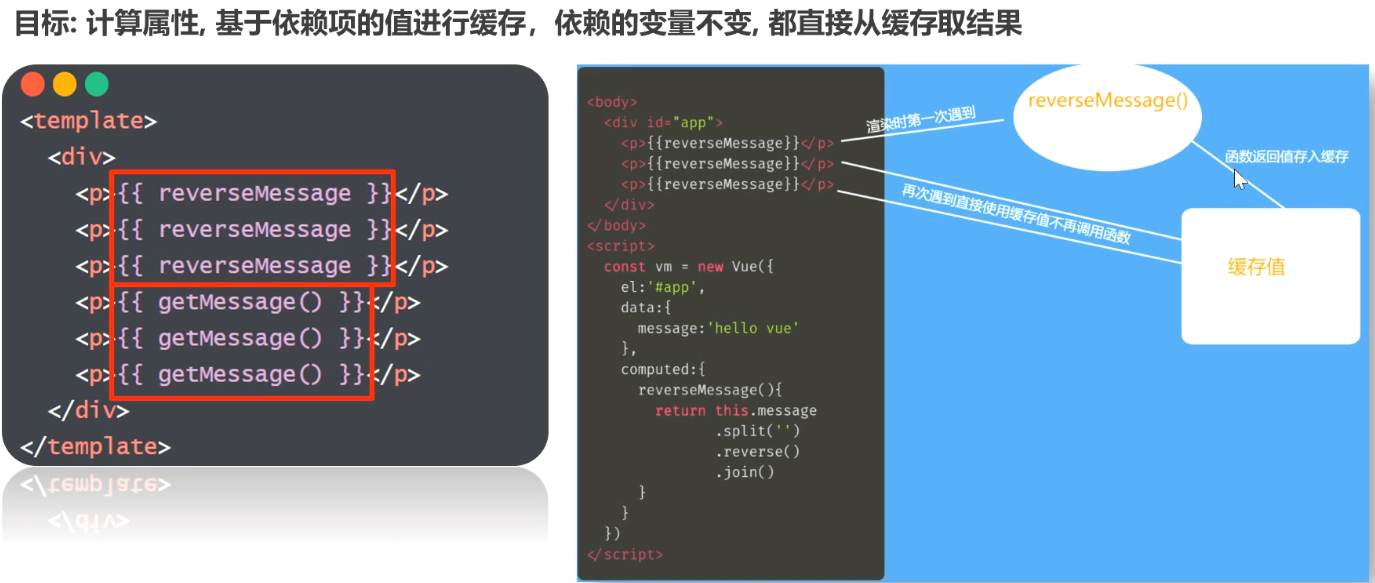 目标: 计算属性, 基于依赖项的值进行缓存，依赖的变量不变, 都直接从缓存取结果
<template>
<div>
<p>{{ reverseMessage }}</p>
<p>{{ reverseMessage }}</p>
<p>{{ reverseMessage }}</p>
<p>{{ getMessage() }}</p>
<p>{{ getMessage() }}</p>
<p>{{ getMessage() }}</p>
</div>
</template>
<body>
<div id="app">
<p>{{reverseMessage}}</p>
<p>{{reverseMessage}}</p>
<p>{{reverseMessage}}</p>
</div>
</body>
<script>
const vm = new Vue({
el:'#app',
data:{
message:'hello vue'
},
computed:{
reverseMessage(){
return this.message
.split('')
.reverse()
.join()
}
}
})
</script>
渲染时第一次遇到
reverseMessage()
函数返回值存入缓存
再次遇到直接使用缓存值不再调用函数
缓存值